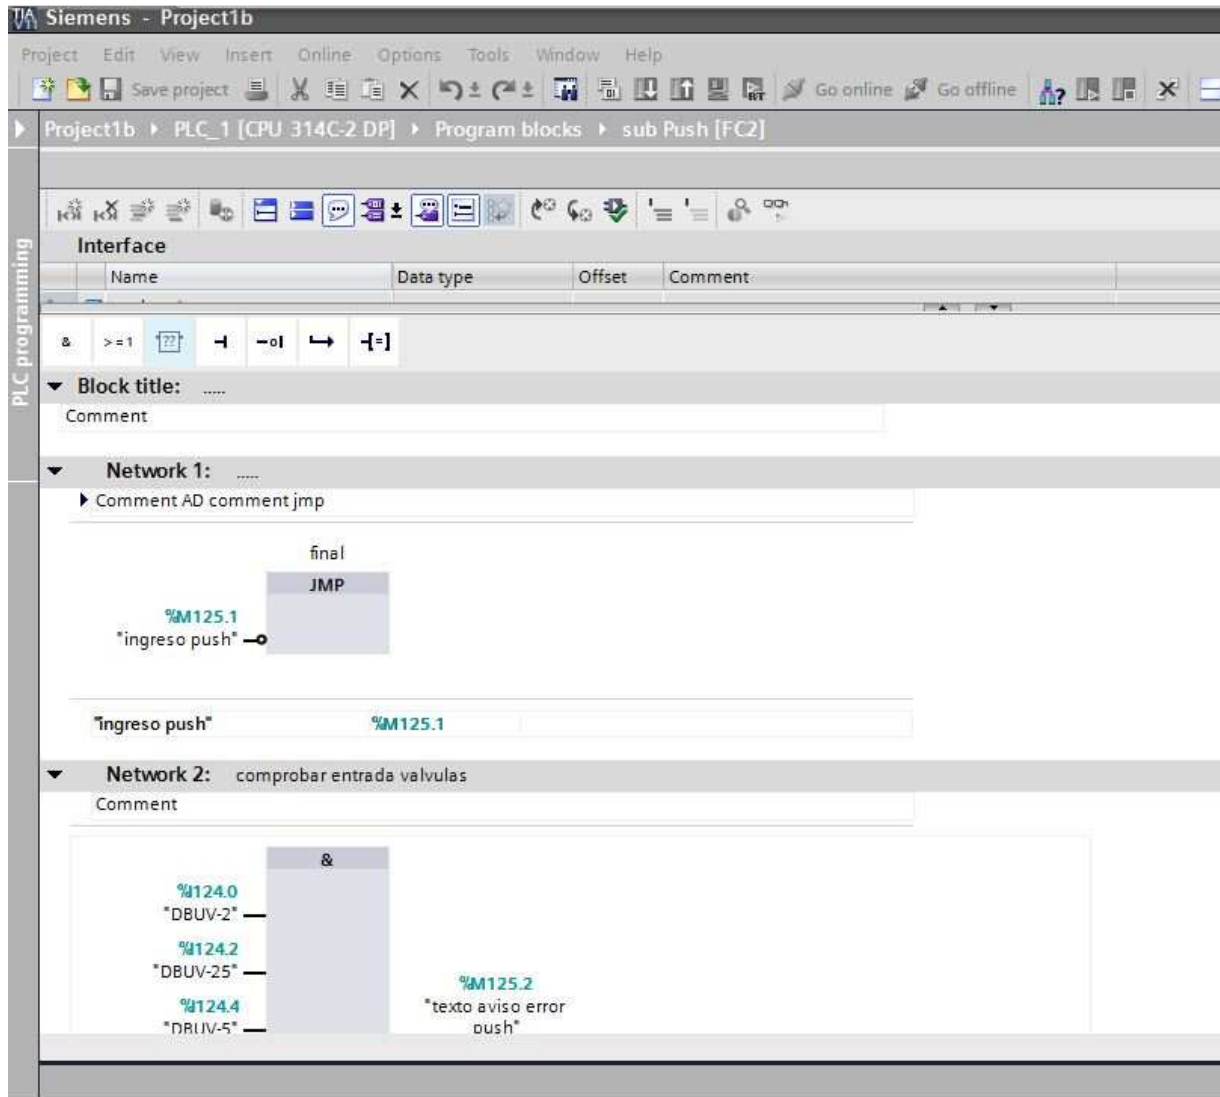 Siemens - Project1b
Project Edit View Insert Online Options Tools Window Help
Save project Go online Go offline
Project1b PLC_1 [CPU 314C-2 DP] Program blocks sub Push [FC2]
PLC programming
Interface
Name Data type Offset Comment
& >=1 ?? -[=]
Block title: .....
Comment
Network 1: .....
Comment AD comment jmp
final
JMP
%M125.1
"ingreso push"
"ingreso push" %M125.1
Network 2: comprobar entrada valvulas
Comment
&
%I124.0
"DBUV-2"
%I124.2
"DBUV-25"
%M125.2
%I124.4
"texto aviso error
"DBUV-5"
push"